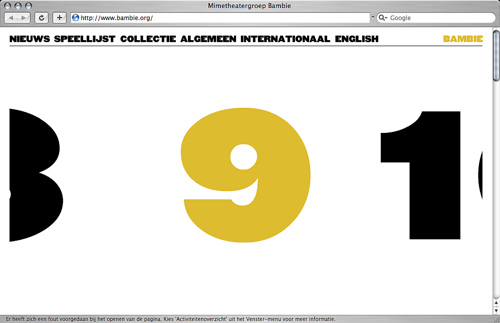 Mimetheatergroep Bambie
http://www.bambie.org/
Google
NIEUWS SPEELLIJST COLLECTIE ALGEMEEN INTERNATIONAAL ENGLISH BAMBIE
9 1
Er heeft zich een fout voorgedaan bij het openen van de pagina. Kies 'Activiteitenoverzicht' uit het Venster-menu voor meer informatie.